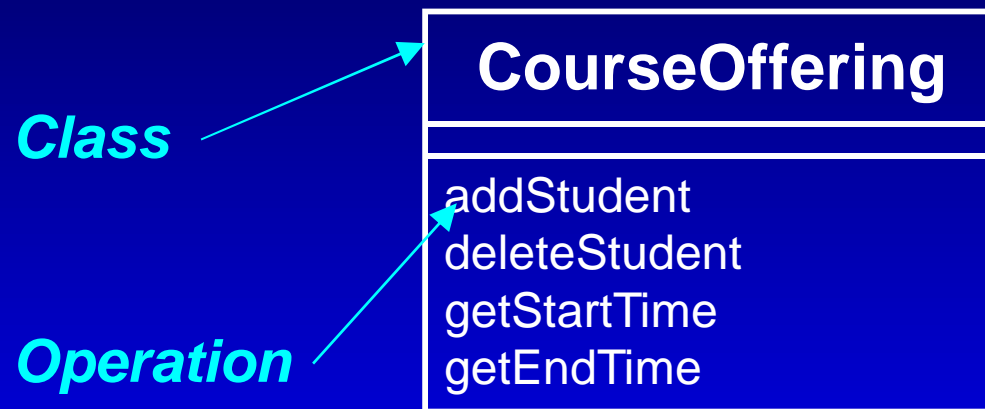 CourseOffering
Class
addStudent
deleteStudent
getStartTime
Operation
getEndTime